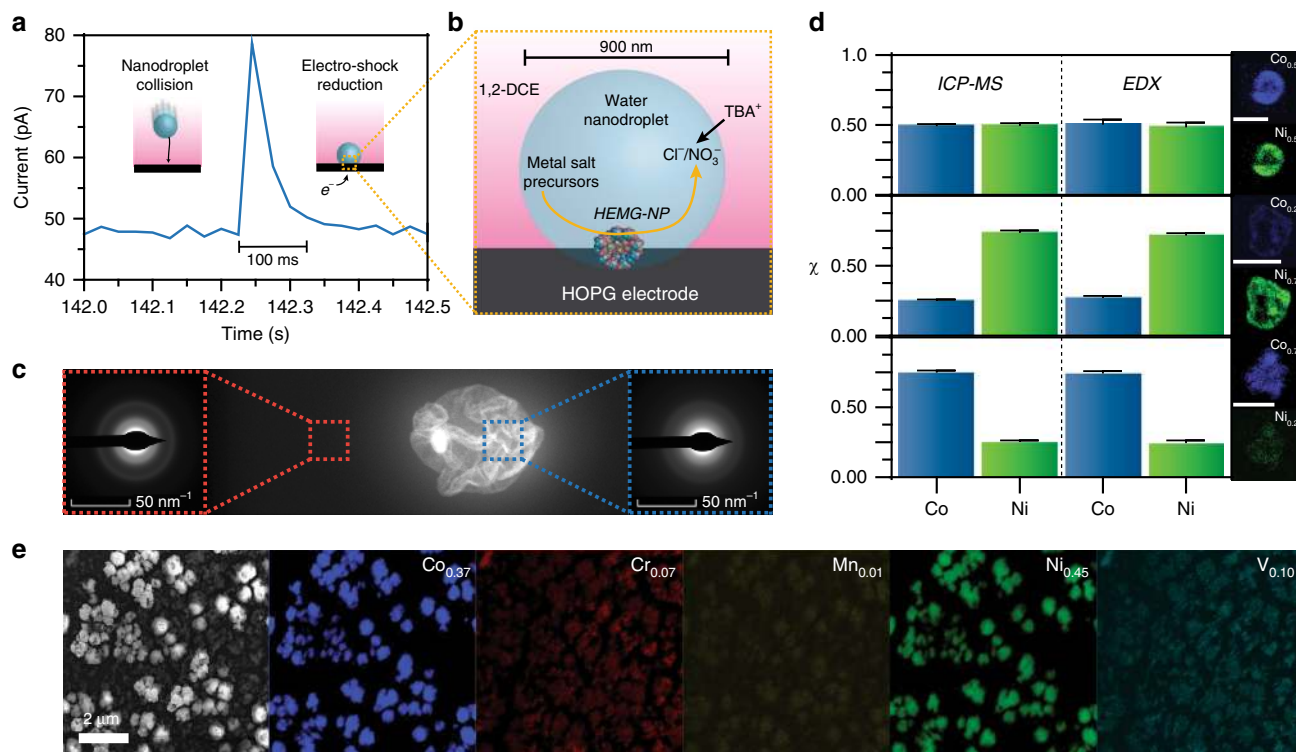 a
80
70
60
50
40
Current (pA)
Nanodroplet
collision
Electro-shock
reduction
e–
100 ms
142.0 142.1 142.2 142.3 142.4 142.5
Time (s)
b
900 nm
1,2-DCE
Water
nanodroplet
TBA+
Cl–/NO3–
Metal salt
precursors
HEMG-NP
HOPG electrode
c
50 nm–1
50 nm–1
d
1.0
0.50
0.00
0.50
0.00
0.50
0.00
χ
ICP-MS EDX
Co Ni Co Ni
e
2 μm
Co0.37
Cr0.07
Mn0.01
Ni0.45
V0.10